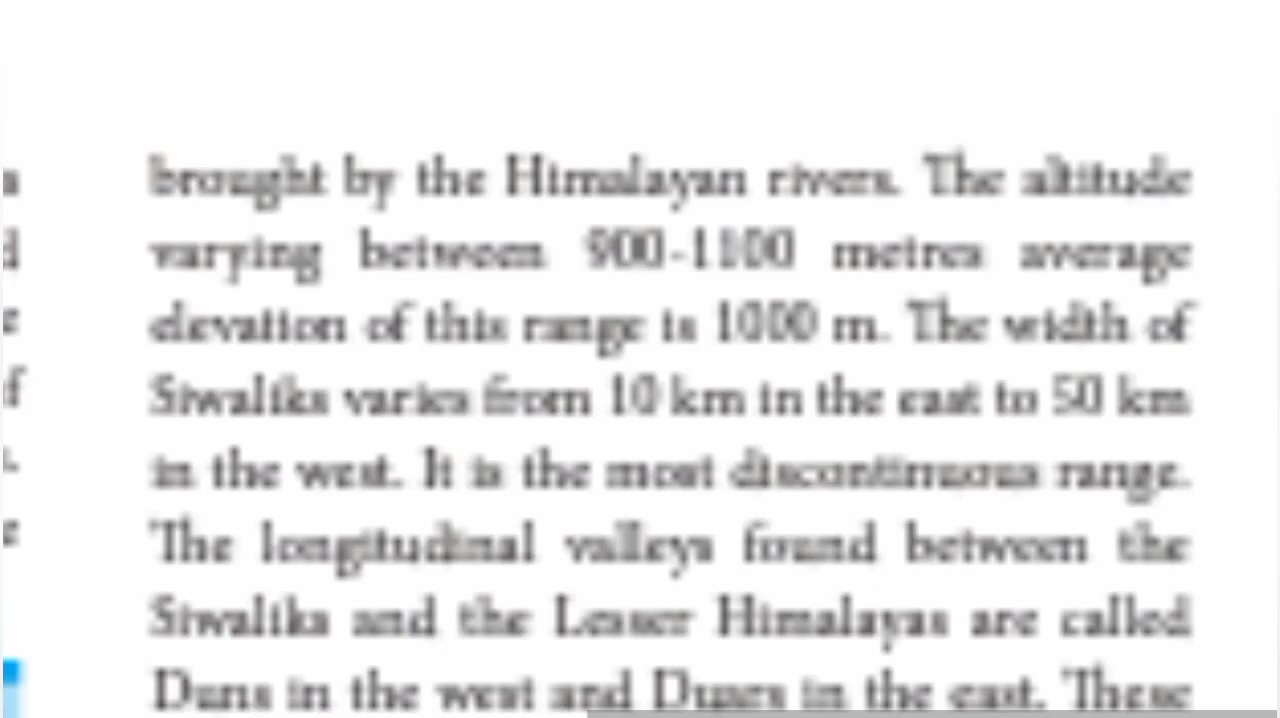 brought by the Himalayan rivers. The altitude
varying between 900-1100 metres average
elevation of this range is 1000 m. The width of
Siwaliks varies from 10 km in the east to 50 km
in the west. It is the most discontinuous range.
The longitudinal valleys found between the
Siwaliks and the Lesser Himalayas are called
Duns in the west and Duars in the east. These